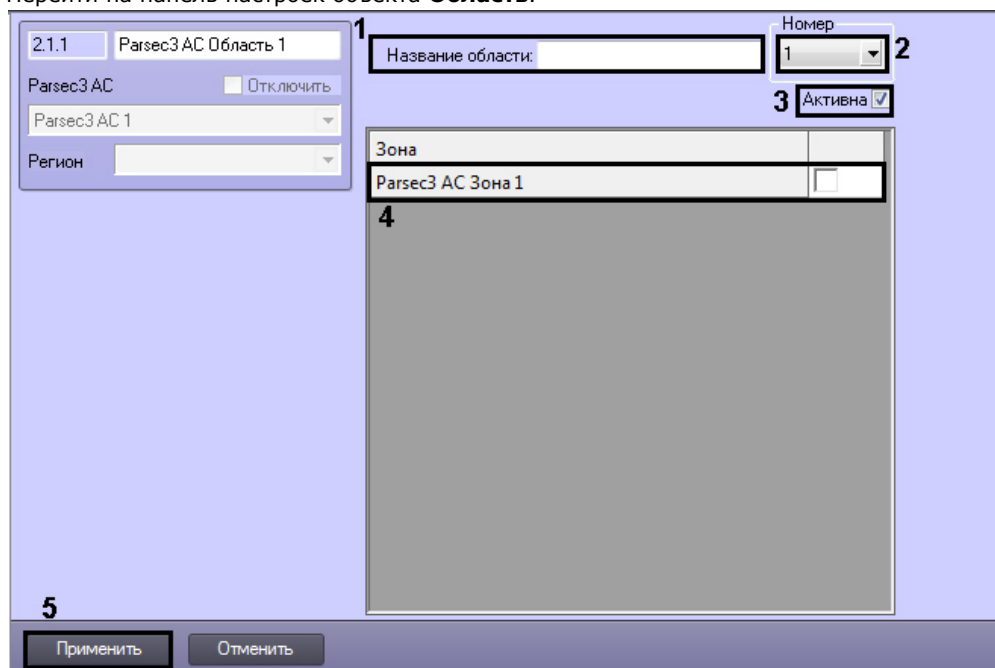 Перейти на панель настроек объекта Область.
1
Номер
2.1.1 Parsec3 AC Область 1
Название области:
1
2
Parsec3 AC
Отключить
3
Активна
Parsec3 AC 1
Регион
Зона
Parsec3 AC Зона 1
4
5
Применить
Отменить